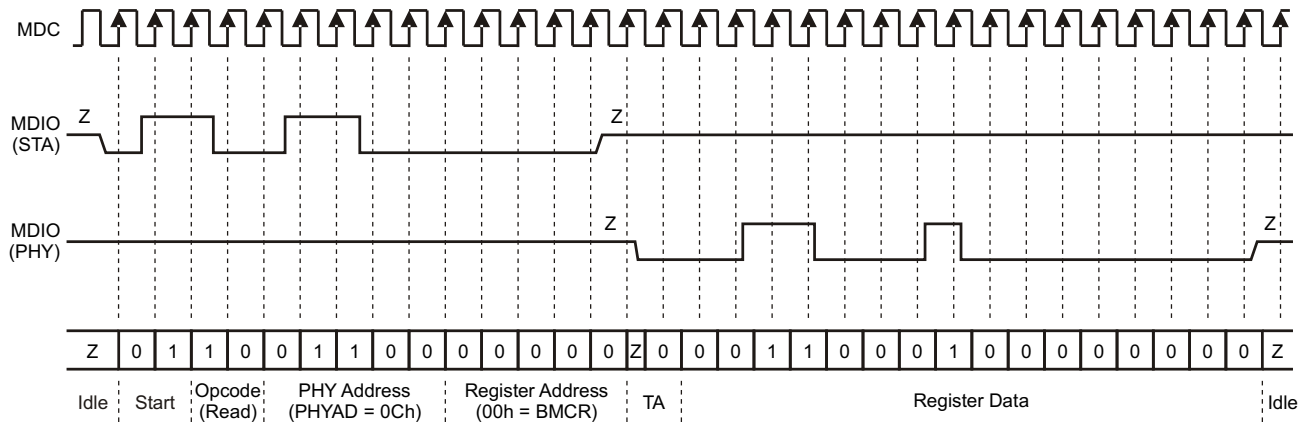 MDC
MDIO
(STA)
Z
Z
MDIO
(PHY)
Z
Z
Z 0 1 1 0 0 1 1 0 0 0 0 0 0 0 Z 0 0 0 0 1 1 0 0 0 1 0 0 0 0 0 0 0 0 Z
Idle Start Opcode (Read) PHY Address (PHYAD = 0Ch) Register Address (00h = BMCR) TA Register Data Idle